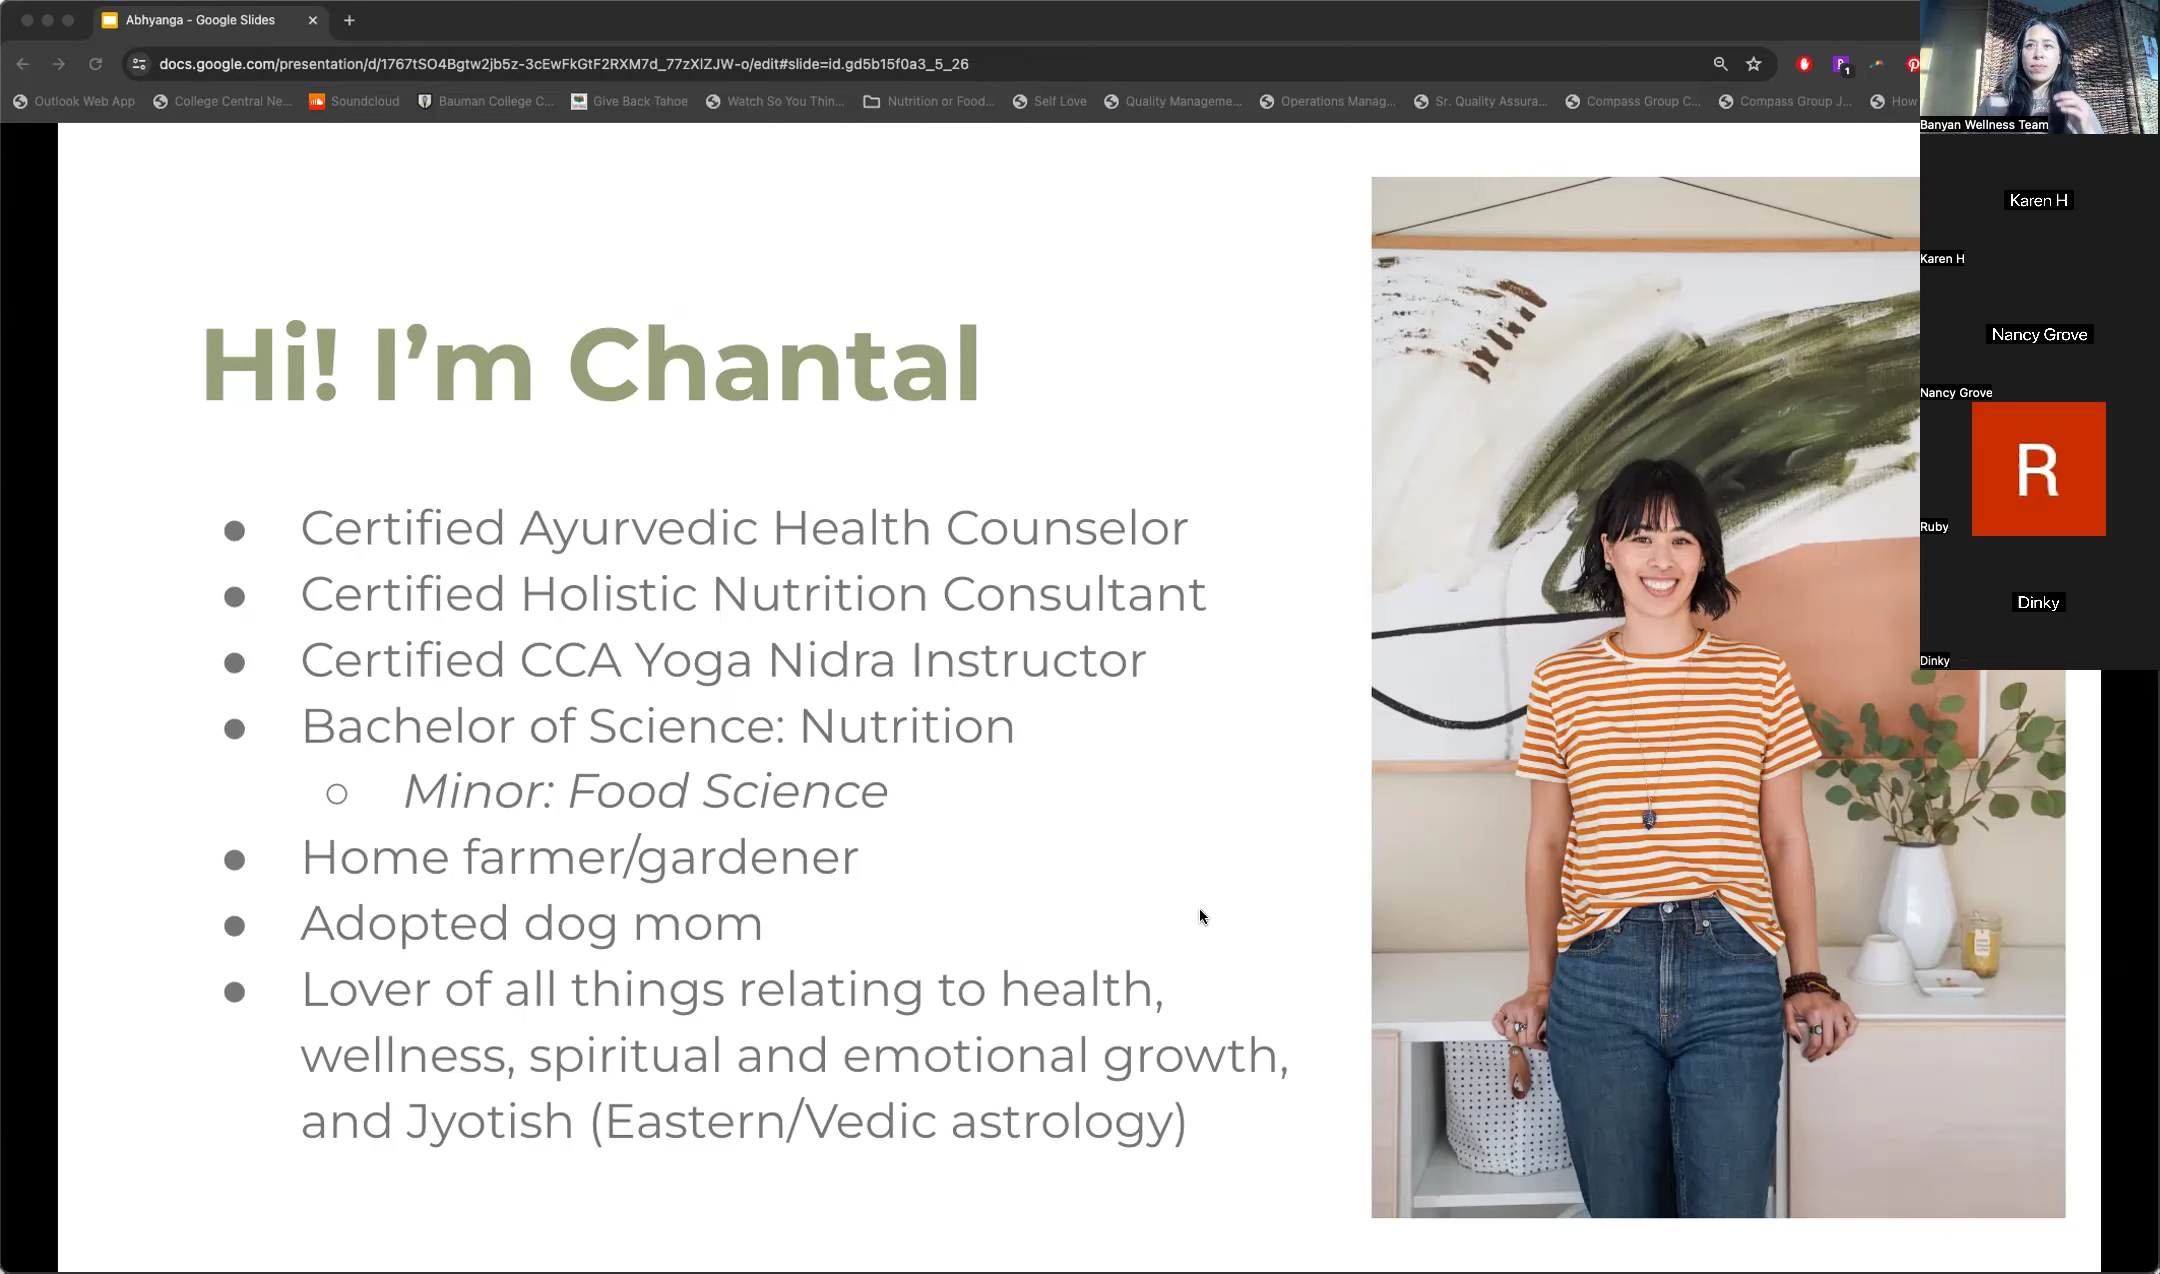 Abhyanga - Google Slides
docs.google.com/presentation/d/1767tSO4Bgtw2jb5z-3cEwFkGtF2RXM7d_77zXlZJW-o/edit#slide=id.gd5b15f0a3_5_26
1
Outlook Web App
College Central Ne...
Soundcloud
Bauman College C...
Give Back Tahoe
Watch So You Thin...
Nutrition or Food...
Self Love
Quality Manageme...
Operations Manag...
Sr. Quality Assura...
Compass Group C...
Compass Group J...
How
Banyan Wellness Team
Karen H
Karen H
Nancy Grove
Nancy Grove
R
Ruby
Dinky
Dinky
Hi! I’m Chantal
● Certified Ayurvedic Health Counselor
● Certified Holistic Nutrition Consultant
● Certified CCA Yoga Nidra Instructor
● Bachelor of Science: Nutrition
○ Minor: Food Science
● Home farmer/gardener
● Adopted dog mom
● Lover of all things relating to health,
wellness, spiritual and emotional growth,
and Jyotish (Eastern/Vedic astrology)